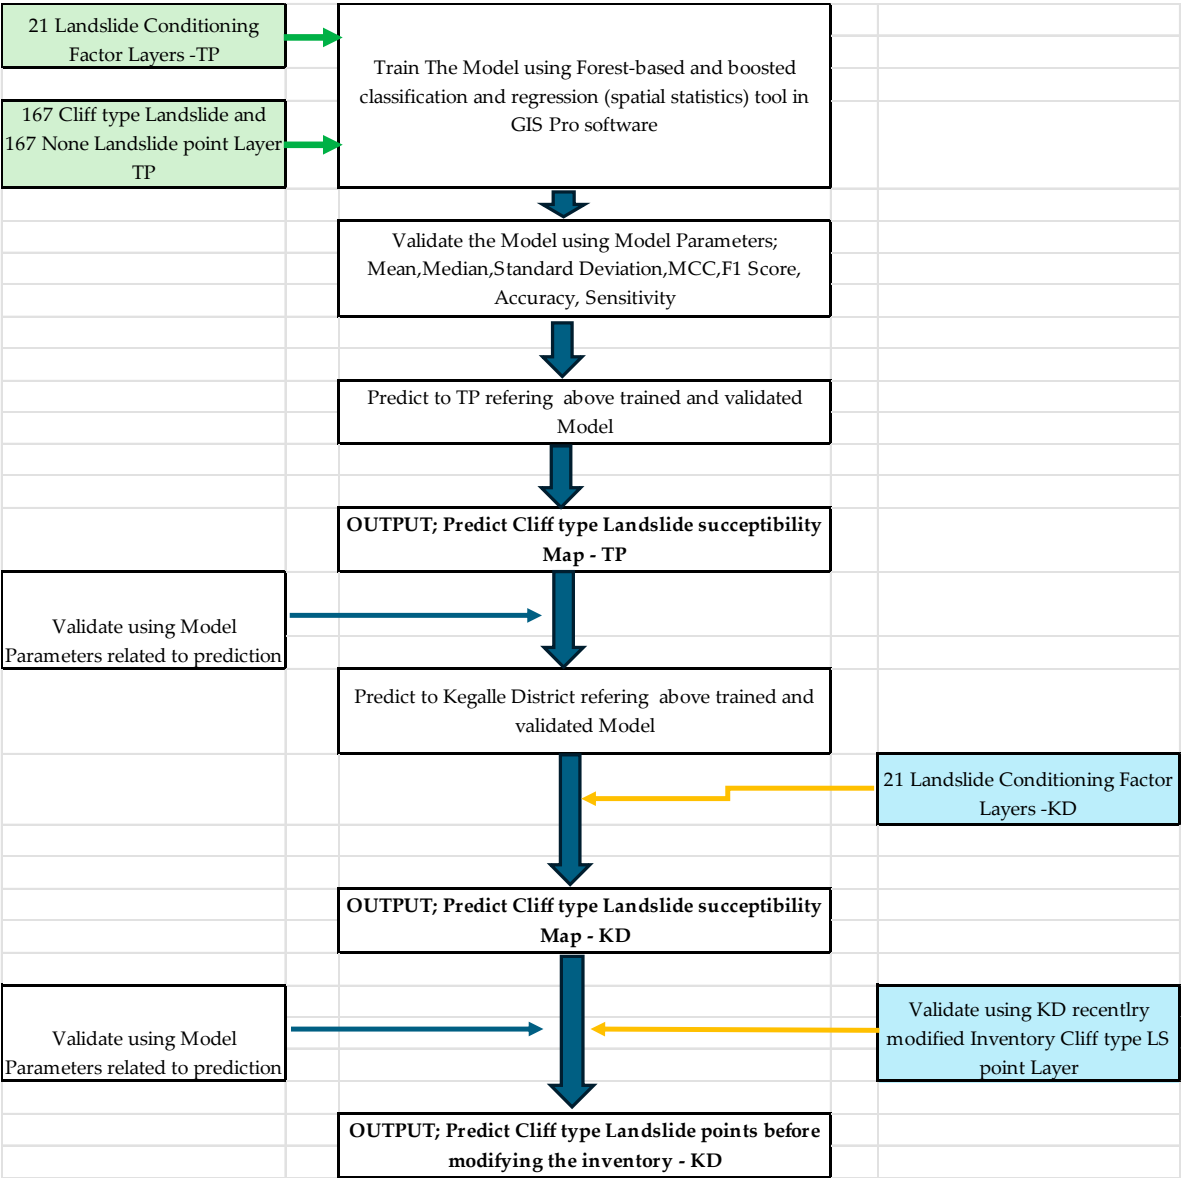 21 Landslide Conditioning
Factor Layers -TP
Train The Model using Forest-based and boosted
classification and regression (spatial statistics) tool in
GIS Pro software
167 Cliff type Landslide and
167 None Landslide point Layer
TP
Validate the Model using Model Parameters;
Mean,Median,Standard Deviation,MCC,F1 Score,
Accuracy, Sensitivity
Predict to TP refering above trained and validated
Model
OUTPUT; Predict Cliff type Landslide succeptibility
Map - TP
Validate using Model
Parameters related to prediction
Predict to Kegalle District refering above trained and
validated Model
21 Landslide Conditioning Factor
Layers -KD
OUTPUT; Predict Cliff type Landslide succeptibility
Map - KD
Validate using Model
Parameters related to prediction
Validate using KD recentlry
modified Inventory Cliff type LS
point Layer
OUTPUT; Predict Cliff type Landslide points before
modifying the inventory - KD